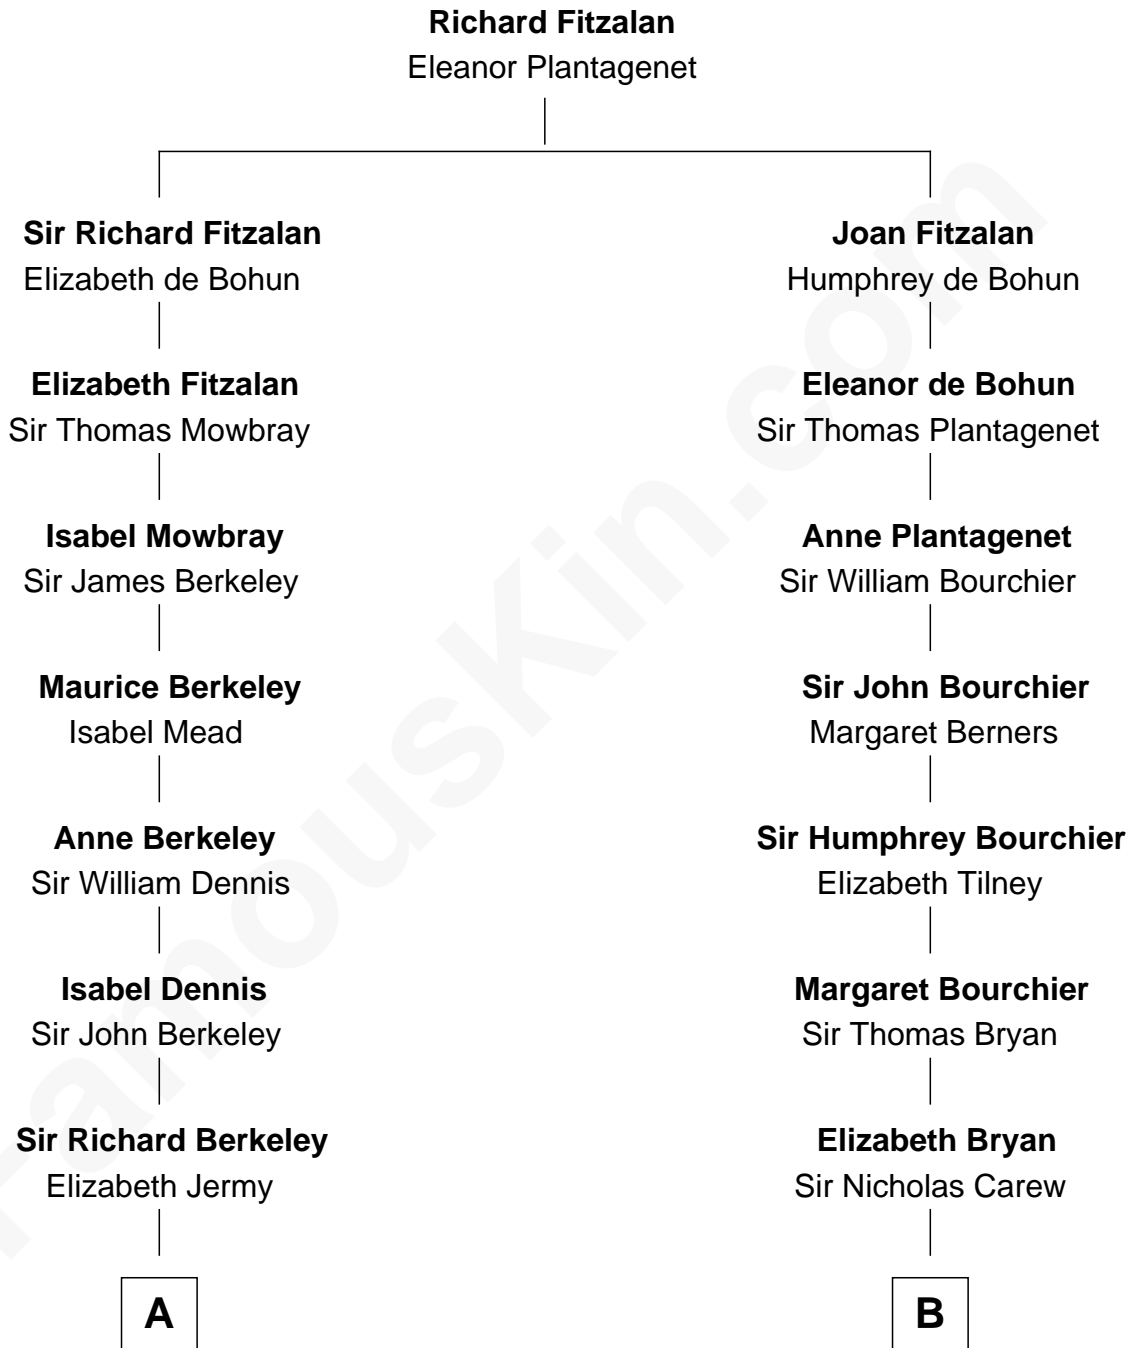 Richard Fitzalan
Eleanor Plantagenet
Sir Richard Fitzalan
Elizabeth de Bohun
Joan Fitzalan
Humphrey de Bohun
Elizabeth Fitzalan
Sir Thomas Mowbray
Eleanor de Bohun
Sir Thomas Plantagenet
Isabel Mowbray
Sir James Berkeley
Anne Plantagenet
Sir William Bourchier
Maurice Berkeley
Isabel Mead
Sir John Bourchier
Margaret Berners
Anne Berkeley
Sir William Dennis
Sir Humphrey Bourchier
Elizabeth Tilney
Isabel Dennis
Sir John Berkeley
Margaret Bourchier
Sir Thomas Bryan
Sir Richard Berkeley
Elizabeth Jermy
Elizabeth Bryan
Sir Nicholas Carew
A
B
FamousKin.com